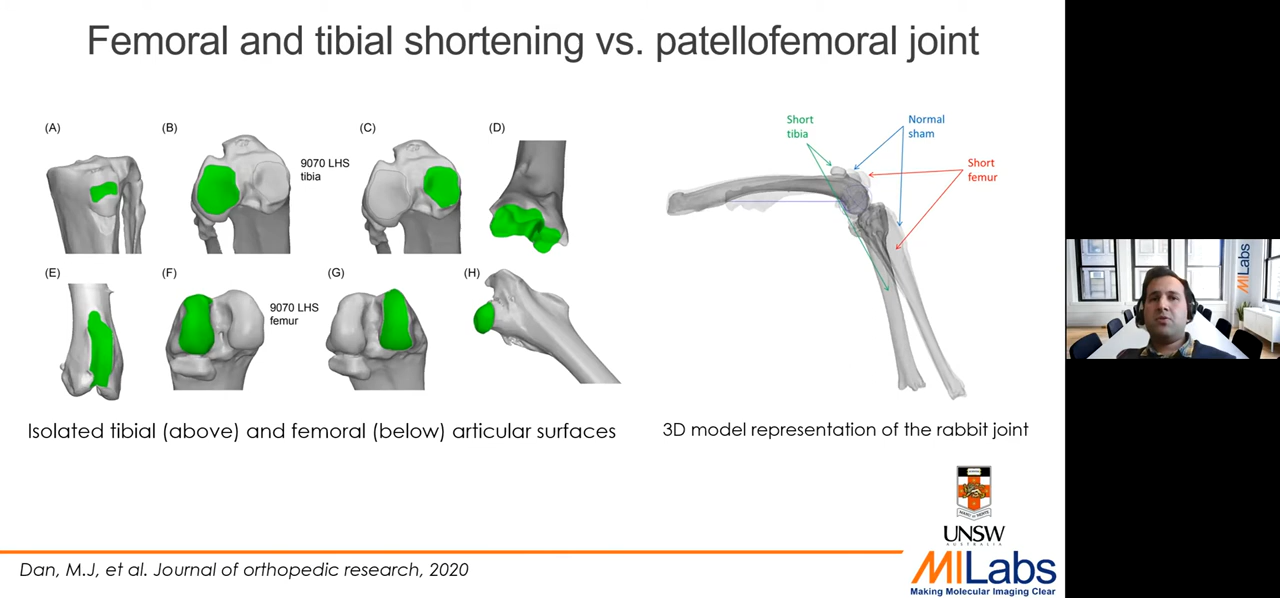 Femoral and tibial shortening vs. patellofemoral joint
(A)
(B)
(C)
(D)
9070 LHS
tibia
(E)
(F)
(G)
(H)
9070 LHS
femur
Isolated tibial (above) and femoral (below) articular surfaces
Short
tibia
Normal
sham
Short
femur
3D model representation of the rabbit joint
UNSW
AUSTRALIA
MILabs
Making Molecular Imaging Clear
Dan, M.J, et al. Journal of orthopedic research, 2020
MILabs